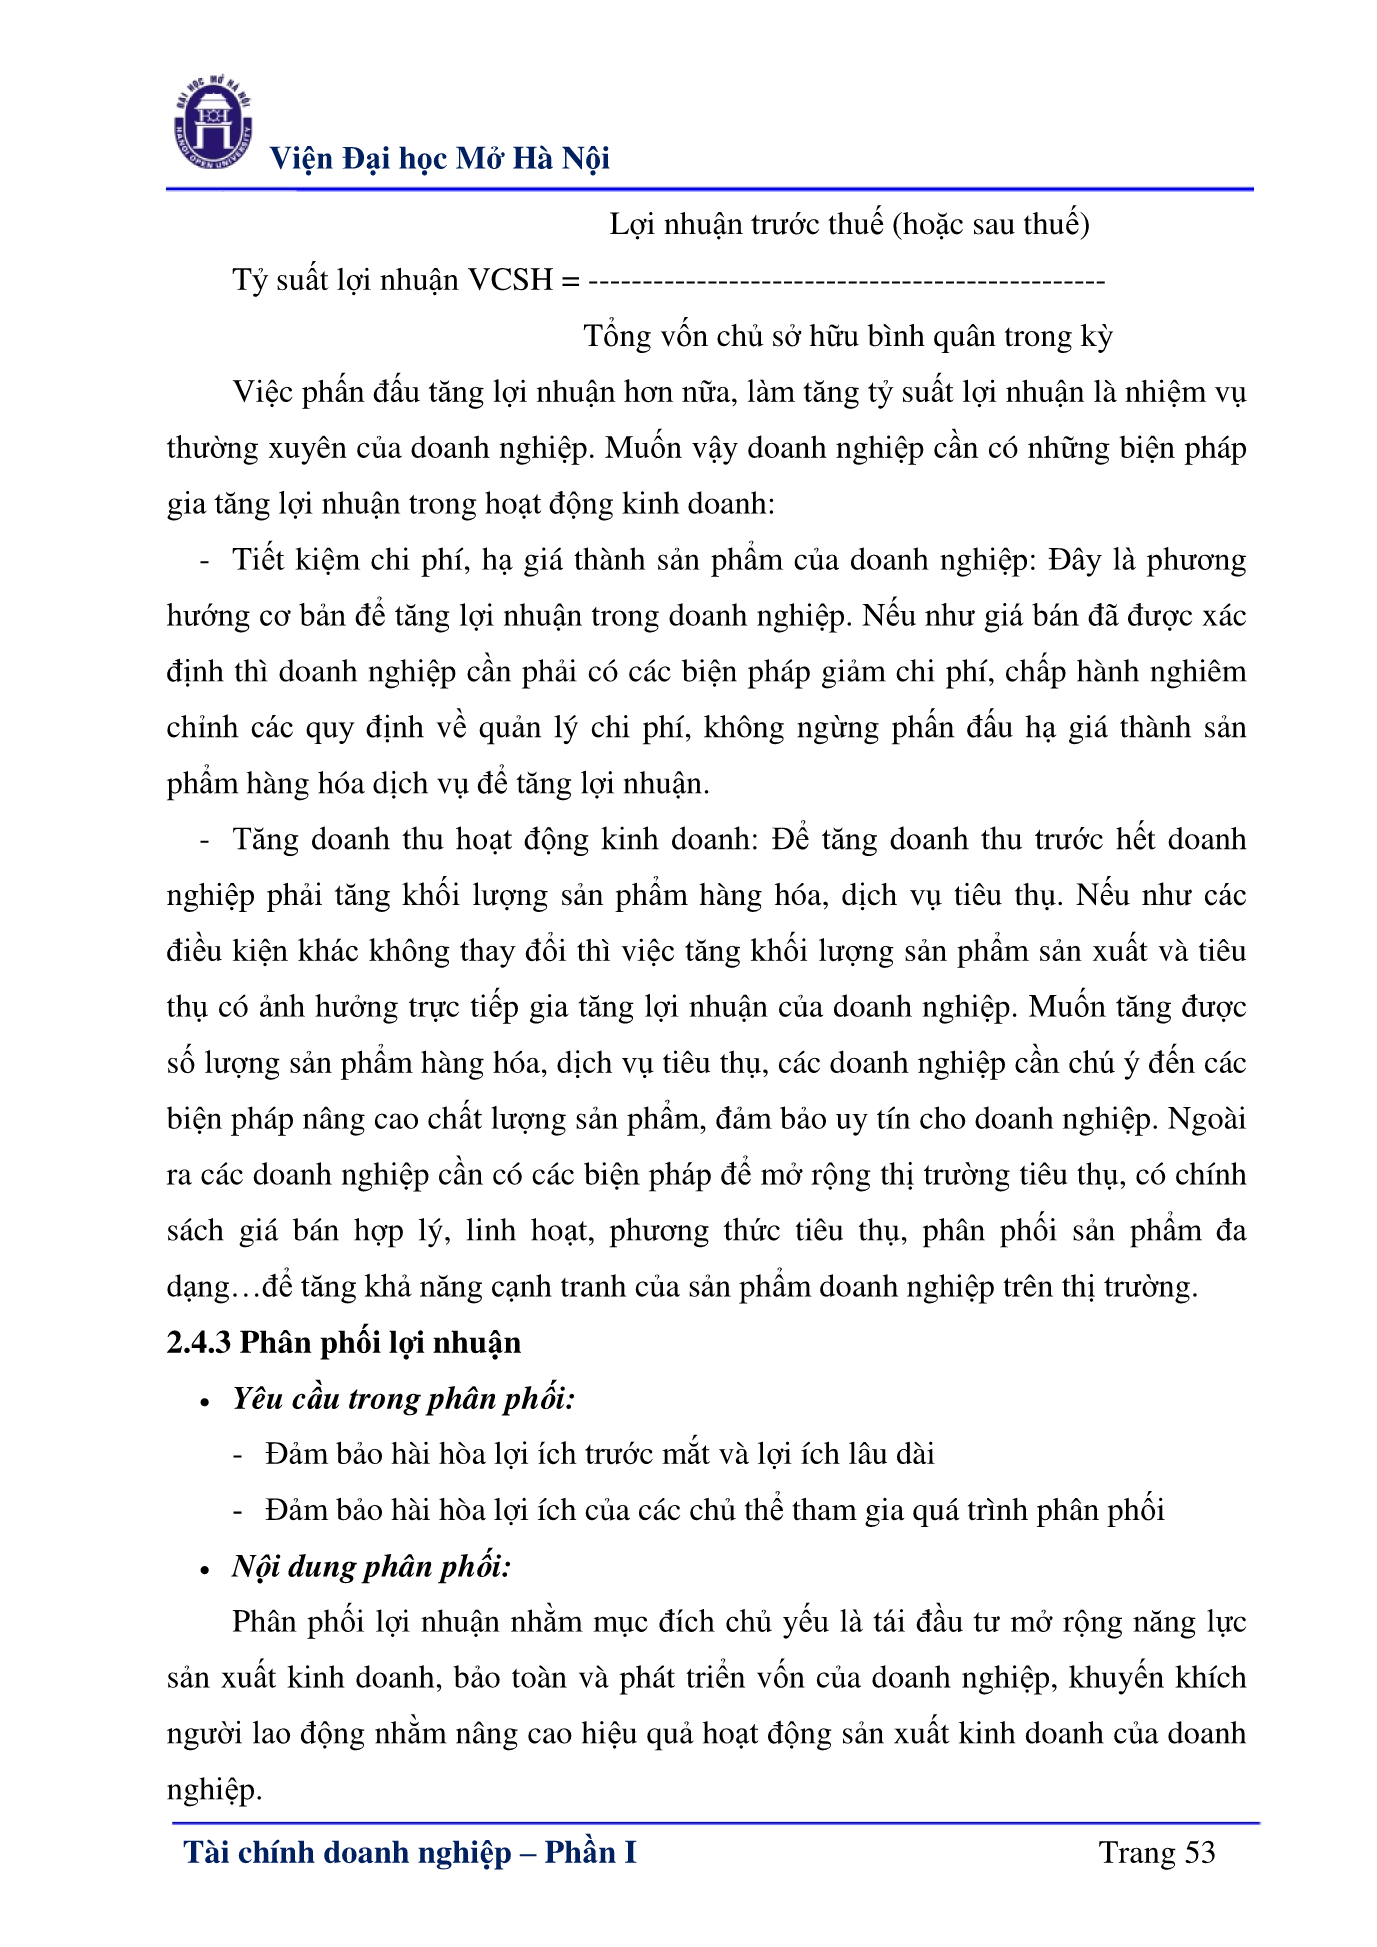 ĐẠI HỌC MỞ HÀ NỘI
HANOI OPEN UNIVERSITY
Viện Đại học Mở Hà Nội
Lợi nhuận trước thuế (hoặc sau thuế)
Tỷ suất lợi nhuận VCSH = ------------------------------------------------
Tổng vốn chủ sở hữu bình quân trong kỳ
Việc phấn đấu tăng lợi nhuận hơn nữa, làm tăng tỷ suất lợi nhuận là nhiệm vụ
thường xuyên của doanh nghiệp. Muốn vậy doanh nghiệp cần có những biện pháp
gia tăng lợi nhuận trong hoạt động kinh doanh:
- Tiết kiệm chi phí, hạ giá thành sản phẩm của doanh nghiệp: Đây là phương
hướng cơ bản để tăng lợi nhuận trong doanh nghiệp. Nếu như giá bán đã được xác
định thì doanh nghiệp cần phải có các biện pháp giảm chi phí, chấp hành nghiêm
chỉnh các quy định về quản lý chi phí, không ngừng phấn đấu hạ giá thành sản
phẩm hàng hóa dịch vụ để tăng lợi nhuận.
- Tăng doanh thu hoạt động kinh doanh: Để tăng doanh thu trước hết doanh
nghiệp phải tăng khối lượng sản phẩm hàng hóa, dịch vụ tiêu thụ. Nếu như các
điều kiện khác không thay đổi thì việc tăng khối lượng sản phẩm sản xuất và tiêu
thụ có ảnh hưởng trực tiếp gia tăng lợi nhuận của doanh nghiệp. Muốn tăng được
số lượng sản phẩm hàng hóa, dịch vụ tiêu thụ, các doanh nghiệp cần chú ý đến các
biện pháp nâng cao chất lượng sản phẩm, đảm bảo uy tín cho doanh nghiệp. Ngoài
ra các doanh nghiệp cần có các biện pháp để mở rộng thị trường tiêu thụ, có chính
sách giá bán hợp lý, linh hoạt, phương thức tiêu thụ, phân phối sản phẩm đa
dạng…để tăng khả năng cạnh tranh của sản phẩm doanh nghiệp trên thị trường.
2.4.3 Phân phối lợi nhuận
• Yêu cầu trong phân phối:
- Đảm bảo hài hòa lợi ích trước mắt và lợi ích lâu dài
- Đảm bảo hài hòa lợi ích của các chủ thể tham gia quá trình phân phối
• Nội dung phân phối:
Phân phối lợi nhuận nhằm mục đích chủ yếu là tái đầu tư mở rộng năng lực
sản xuất kinh doanh, bảo toàn và phát triển vốn của doanh nghiệp, khuyến khích
người lao động nhằm nâng cao hiệu quả hoạt động sản xuất kinh doanh của doanh
nghiệp.
Tài chính doanh nghiệp – Phần I Trang 53